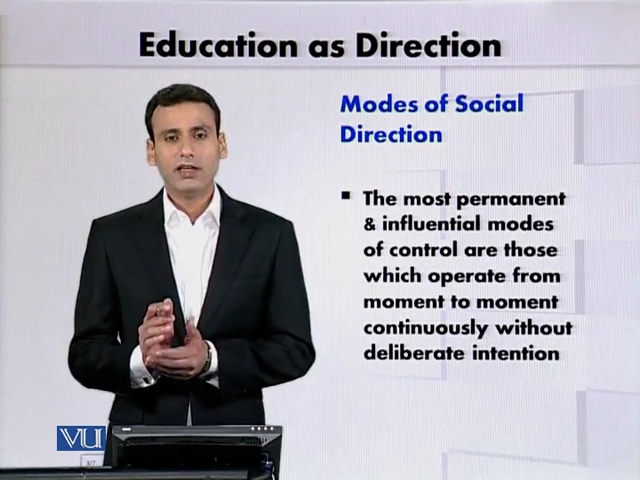 Education as Direction
Modes of Social
Direction
▪ The most permanent
& influential modes
of control are those
which operate from
moment to moment
continuously without
deliberate intention
VU